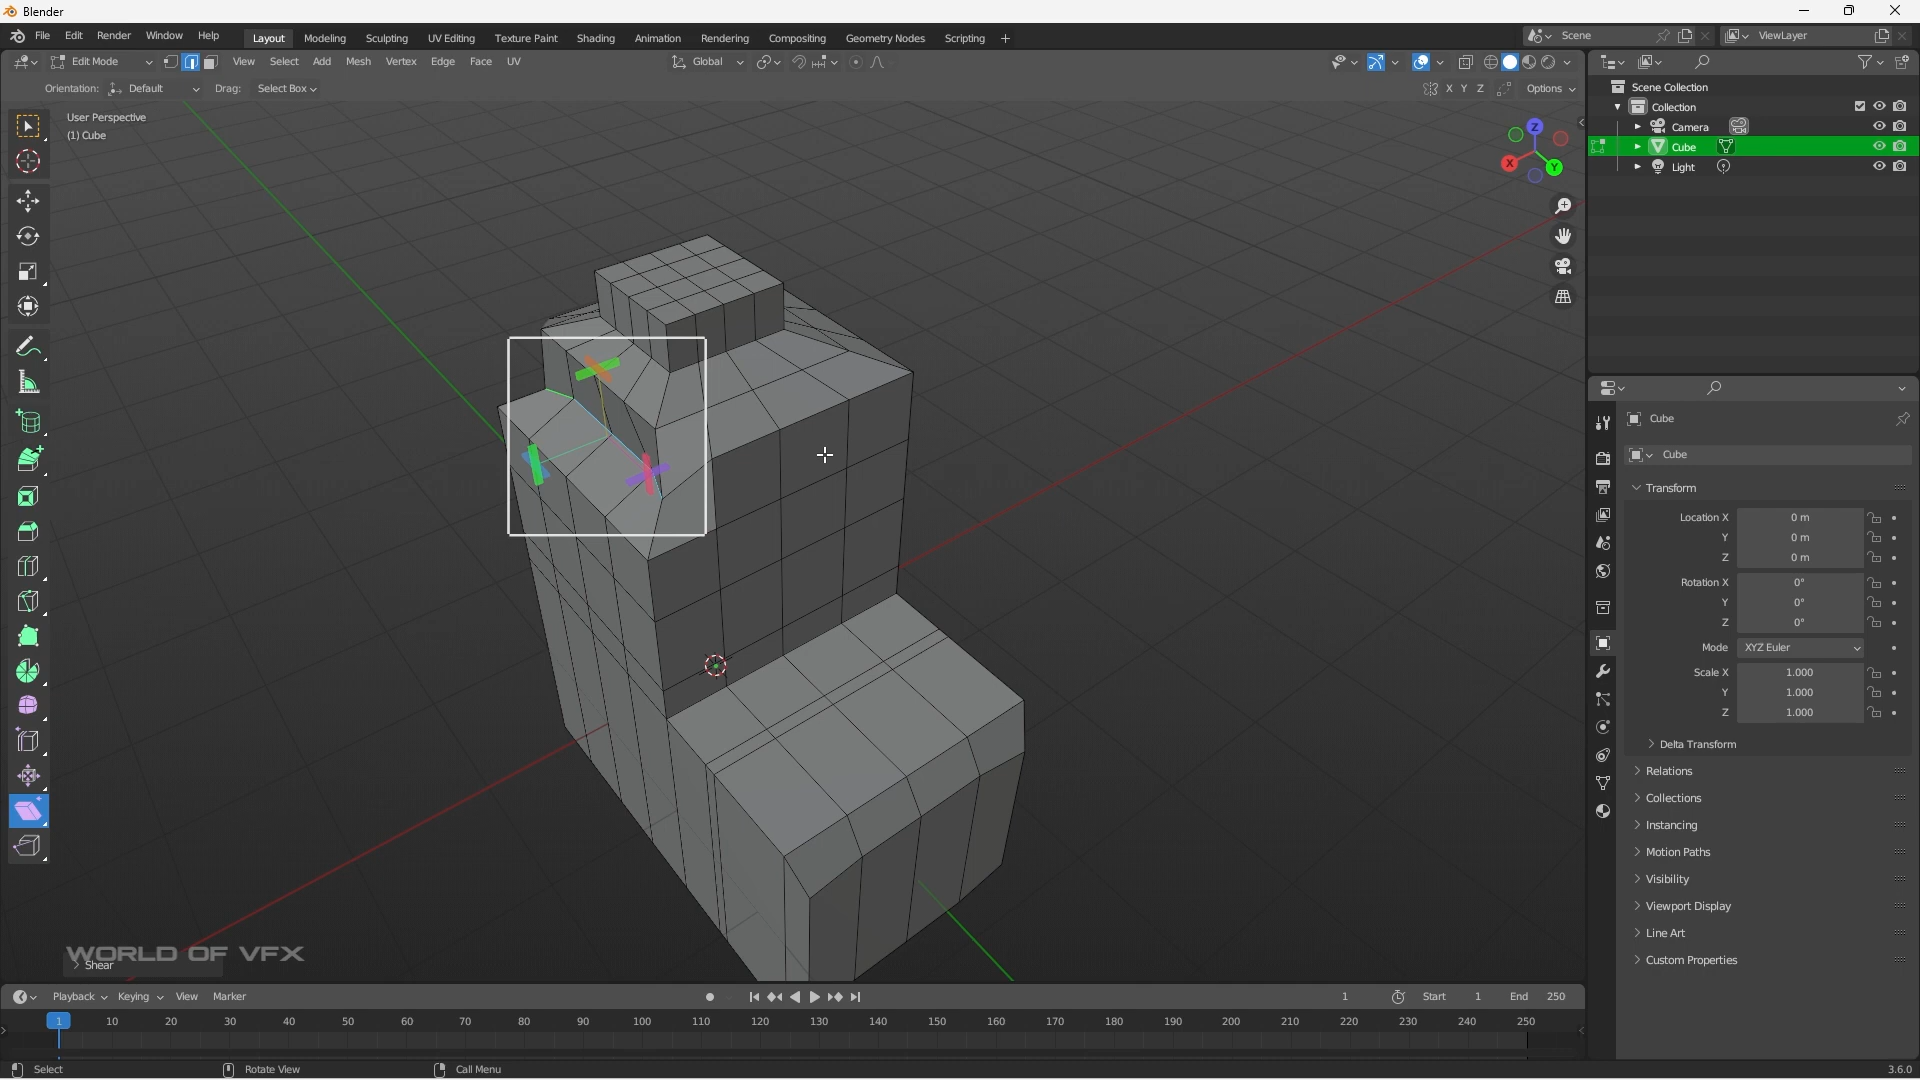 Blender
File Edit Render Window Help Layout Modeling Sculpting UV Editing Texture Paint Shading Animation Rendering Compositing Geometry Nodes Scripting + Scene ViewLayer
Edit Mode View Select Add Mesh Vertex Edge Face UV Global
Orientation: Default Drag: Select Box X Y Z Options
User Perspective
(1) Cube
Z
X
Y
Scene Collection
Collection
Camera
Cube
Light
Cube
Cube
Transform
Location X 0 m
Y 0 m
Z 0 m
Rotation X 0°
Y 0°
Z 0°
Mode XYZ Euler
Scale X 1.000
Y 1.000
Z 1.000
Delta Transform
Relations
Collections
Instancing
Motion Paths
Visibility
Viewport Display
Line Art
Custom Properties
WORLD OF VFX
Shear
Playback Keying View Marker 1 Start 1 End 250
1 10 20 30 40 50 60 70 80 90 100 110 120 130 140 150 160 170 180 190 200 210 220 230 240 250
Select Rotate View Call Menu 3.6.0